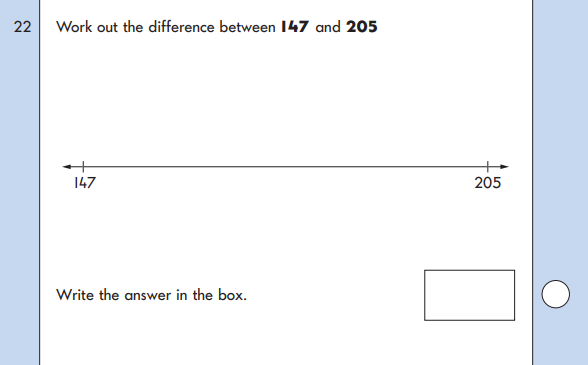 22 Work out the difference between 147 and 205
147 205
Write the answer in the box.